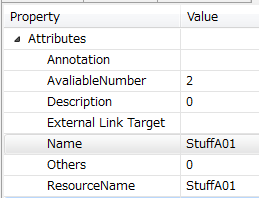 Property Value
Attributes
Annotation
AvaliableNumber 2
Description 0
External Link Target
Name StuffA01
Others 0
ResourceName StuffA01